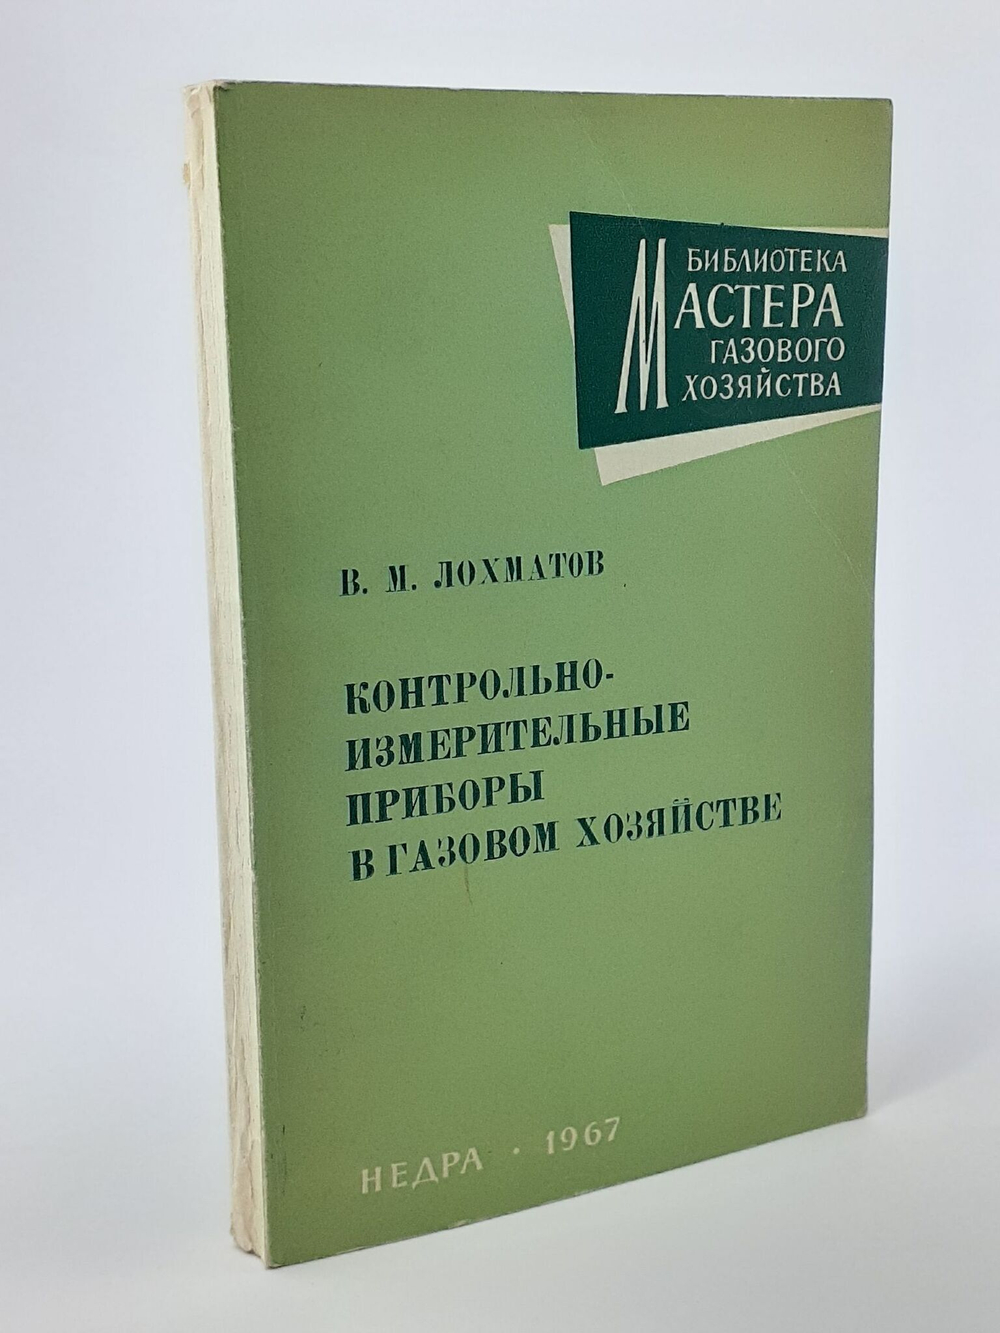 БИБЛИОТЕКА
МАСТЕРА
ГАЗОВОГО
ХОЗЯЙСТВА
В. М. ЛОХМАТОВ
КОНТРОЛЬНО-
ИЗМЕРИТЕЛЬНЫЕ
ПРИБОРЫ
В ГАЗОВОМ ХОЗЯЙСТВЕ
НЕДРА · 1967